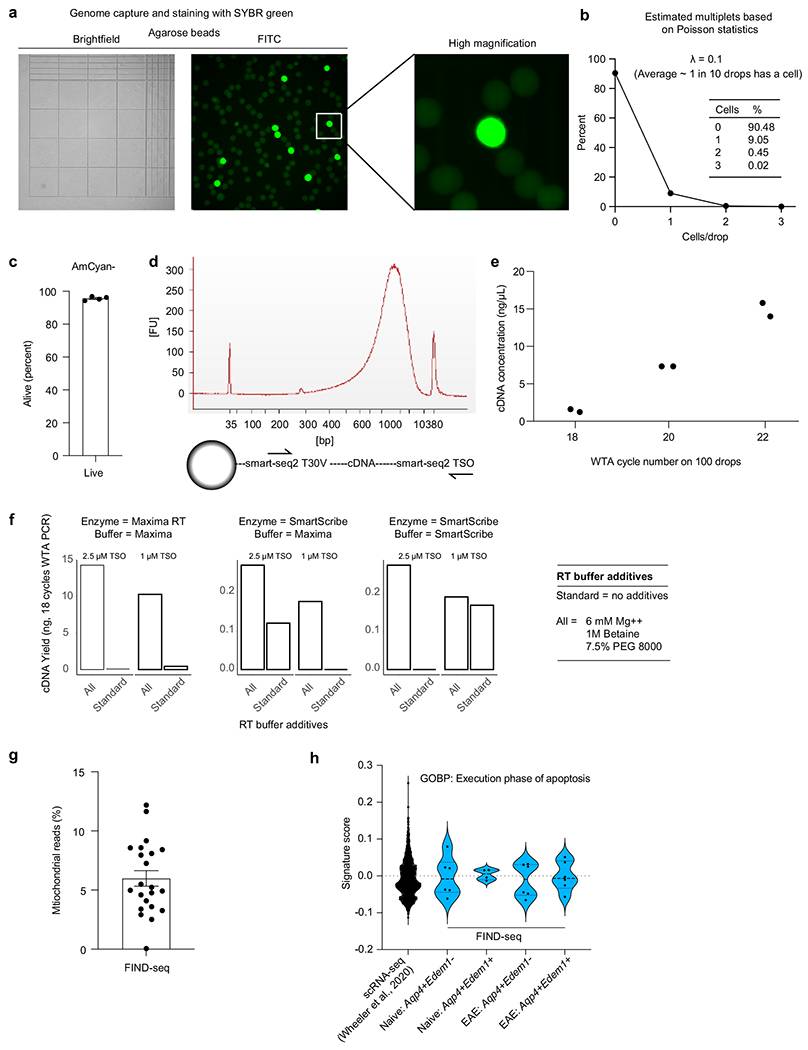 a
Genome capture and staining with SYBR green
Agarose beads
Brightfield
FITC
High magnification
b
Estimated multiplets based
on Poisson statistics
λ = 0.1
(Average ~ 1 in 10 drops has a cell)
Cells %
0 90.48
1 9.05
2 0.45
3 0.02
Percent
100
80
60
40
20
0
0 1 2 3
Cells/drop
c
AmCyan-
Alive (percent)
100
80
60
40
20
0
Live
d
[FU]
300
250
200
150
100
50
0
35 100 200 300 400 600 1000 10380
[bp]
smart-seq2 T30V -----cDNA------smart-seq2 TSO
e
cDNA concentration (ng/μL)
20
15
10
5
0
18 20 22
WTA cycle number on 100 drops
f
Enzyme = Maxima RT
Buffer = Maxima
2.5 μM TSO 1 μM TSO
Enzyme = SmartScribe
Buffer = Maxima
2.5 μM TSO 1 μM TSO
Enzyme = SmartScribe
Buffer = SmartScribe
2.5 μM TSO 1 μM TSO
cDNA Yield (ng, 18 cycles WTA PCR)
15
10
5
0
0.2
0.1
0.0
0.2
0.1
0.0
All Standard All Standard
All Standard All Standard
All Standard All Standard
RT buffer additives
RT buffer additives
Standard = no additives
All = 6 mM Mg++
1M Betaine
7.5% PEG 8000
g
Mtiochondrial reads (%)
15
10
5
0
FIND-seq
h
GOBP: Execution phase of apoptosis
Signature score
0.3
0.2
0.1
0.0
-0.1
-0.2
FIND-seq
scRNA-seq
(Wheeler et al., 2020)
Naive: Aqp4+Edem1-
Naive: Aqp4+Edem1+
EAE: Aqp4+Edem1-
EAE: Aqp4+Edem1+